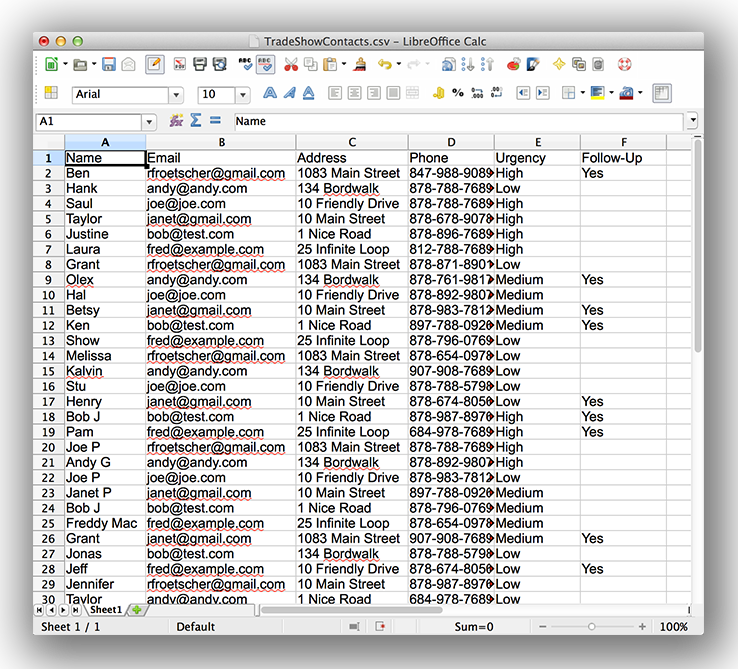 TradeShowContacts.csv – LibreOffice Calc
Arial 10
A1 Name
A B C D E F
1 Name Email Address Phone Urgency Follow-Up
2 Ben rfroetscher@gmail.com 1083 Main Street 847-988-9089 High Yes
3 Hank andy@andy.com 134 Bordwalk 878-788-7689 Low
4 Saul joe@joe.com 10 Friendly Drive 878-788-7689 High
5 Taylor janet@gmail.com 10 Main Street 878-678-9078 High
6 Justine bob@test.com 1 Nice Road 878-896-7689 High
7 Laura fred@example.com 25 Infinite Loop 812-788-7689 High
8 Grant rfroetscher@gmail.com 1083 Main Street 878-871-8901 Low
9 Olex andy@andy.com 134 Bordwalk 878-761-9817 Medium Yes
10 Hal joe@joe.com 10 Friendly Drive 878-892-9807 Medium
11 Betsy janet@gmail.com 10 Main Street 878-983-7812 Medium Yes
12 Ken bob@test.com 1 Nice Road 897-788-0920 Medium Yes
13 Show fred@example.com 25 Infinite Loop 878-796-0769 Low
14 Melissa rfroetscher@gmail.com 1083 Main Street 878-654-0978 Low
15 Kalvin andy@andy.com 134 Bordwalk 907-908-7689 Low
16 Stu joe@joe.com 10 Friendly Drive 878-788-5798 Low
17 Henry janet@gmail.com 10 Main Street 878-674-8050 Low Yes
18 Bob J bob@test.com 1 Nice Road 878-987-8970 High Yes
19 Pam fred@example.com 25 Infinite Loop 684-978-7689 High Yes
20 Joe P rfroetscher@gmail.com 1083 Main Street 878-788-7689 High
21 Andy G andy@andy.com 134 Bordwalk 878-892-9807 High
22 Joe P joe@joe.com 10 Friendly Drive 878-983-7812 Low
23 Janet P janet@gmail.com 10 Main Street 897-788-0920 Medium
24 Bob J bob@test.com 1 Nice Road 878-796-0769 Medium
25 Freddy Mac fred@example.com 25 Infinite Loop 878-654-0978 Medium
26 Grant janet@gmail.com 1083 Main Street 907-908-7689 Medium Yes
27 Jonas bob@test.com 134 Bordwalk 878-788-5798 Low
28 Jeff fred@example.com 10 Friendly Drive 878-674-8050 Low Yes
29 Jennifer rfroetscher@gmail.com 10 Main Street 878-987-8970 Low
30 Taylor andy@andy.com 1 Nice Road 684-978-7689 Low
Sheet1
Sheet 1 / 1 Default Sum=0 100%